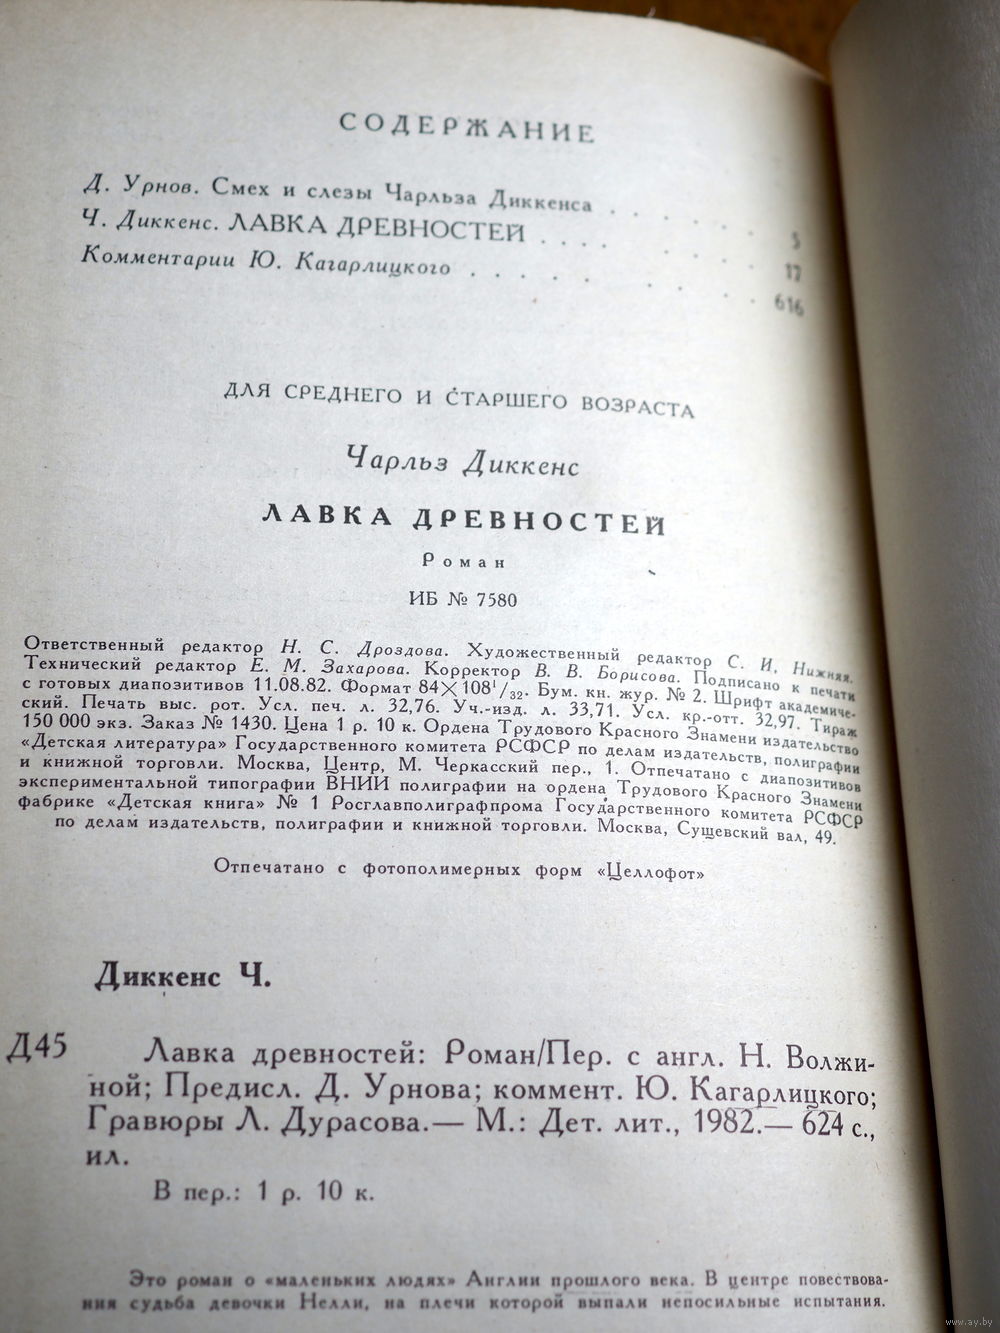 СОДЕРЖАНИЕ
Д. Урнов. Смех и слезы Чарльза Диккенса . . . . . . 5
Ч. Диккенс. ЛАВКА ДРЕВНОСТЕЙ . . . . . . . . 17
Комментарии Ю. Кагарлицкого . . . . . . . . . 616
ДЛЯ СРЕДНЕГО И СТАРШЕГО ВОЗРАСТА
Чарльз Диккенс
ЛАВКА ДРЕВНОСТЕЙ
Роман
ИБ № 7580
Ответственный редактор Н. С. Дроздова. Художественный редактор С. И. Нижняя.
Технический редактор Е. М. Захарова. Корректор В. В. Борисова. Подписано к печати
с готовых диапозитивов 11.08.82. Формат 84×108¹/₃₂. Бум. кн. жур. № 2. Шрифт академиче-
ский. Печать выс. рот. Усл. печ. л. 32,76. Уч.-изд. л. 33,71. Усл. кр.-отт. 32,97. Тираж
150 000 экз. Заказ № 1430. Цена 1 р. 10 к. Ордена Трудового Красного Знамени издательство
«Детская литература» Государственного комитета РСФСР по делам издательств, полиграфии
и книжной торговли. Москва, Центр, М. Черкасский пер., 1. Отпечатано с диапозитивов
экспериментальной типографии ВНИИ полиграфии на ордена Трудового Красного Знамени
фабрике «Детская книга» № 1 Росглавполиграфпрома Государственного комитета РСФСР
по делам издательств, полиграфии и книжной торговли. Москва, Сущевский вал, 49.
Отпечатано с фотополимерных форм «Целлофот»
Диккенс Ч.
Д45 Лавка древностей: Роман/Пер. с англ. Н. Волжи-
ной; Предисл. Д. Урнова; коммент. Ю. Кагарлицкого;
Гравюры Л. Дурасова.— М.: Дет. лит., 1982.— 624 с.,
ил.
В пер.: 1 р. 10 к.
Это роман о «маленьких людях» Англии прошлого века. В центре повествова-
ния судьба девочки Нелли, на плечи которой выпали непосильные испытания.
www.ay.by